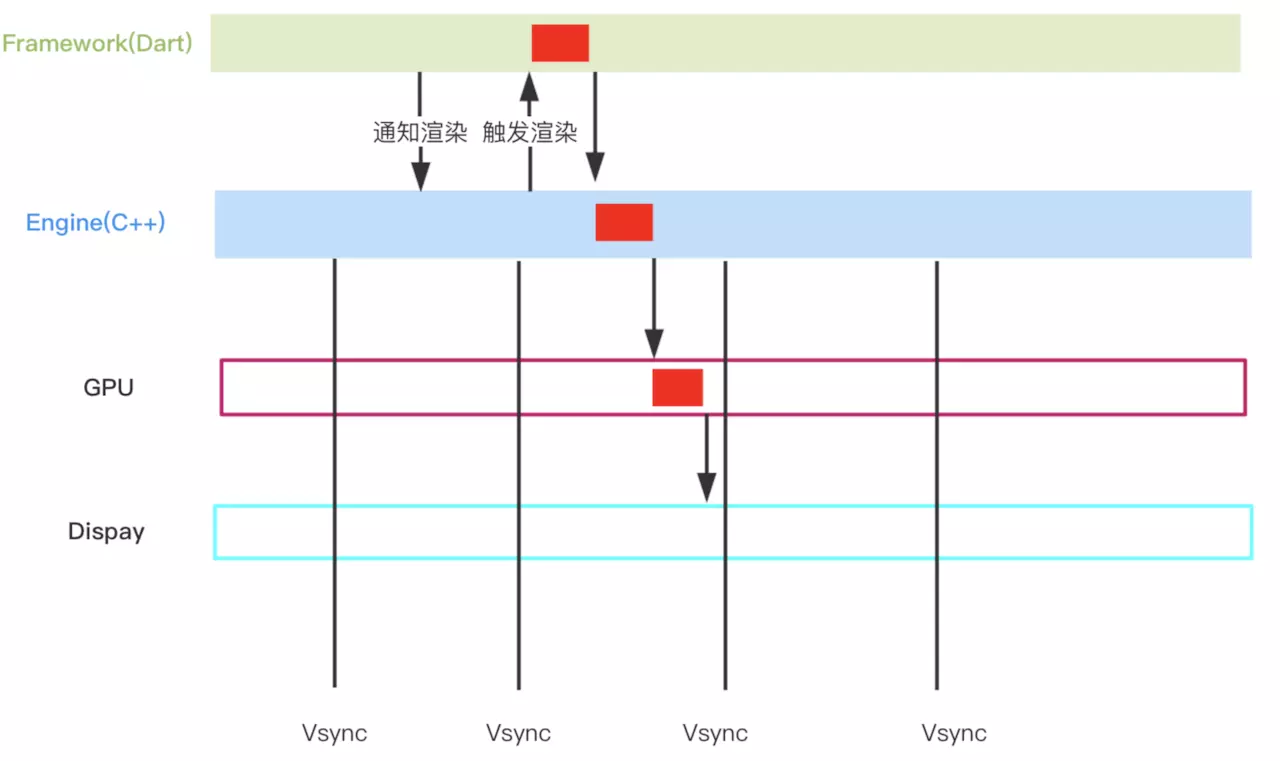 Framework(Dart)
通知渲染 触发渲染
Engine(C++)
GPU
Dispay
Vsync Vsync Vsync Vsync